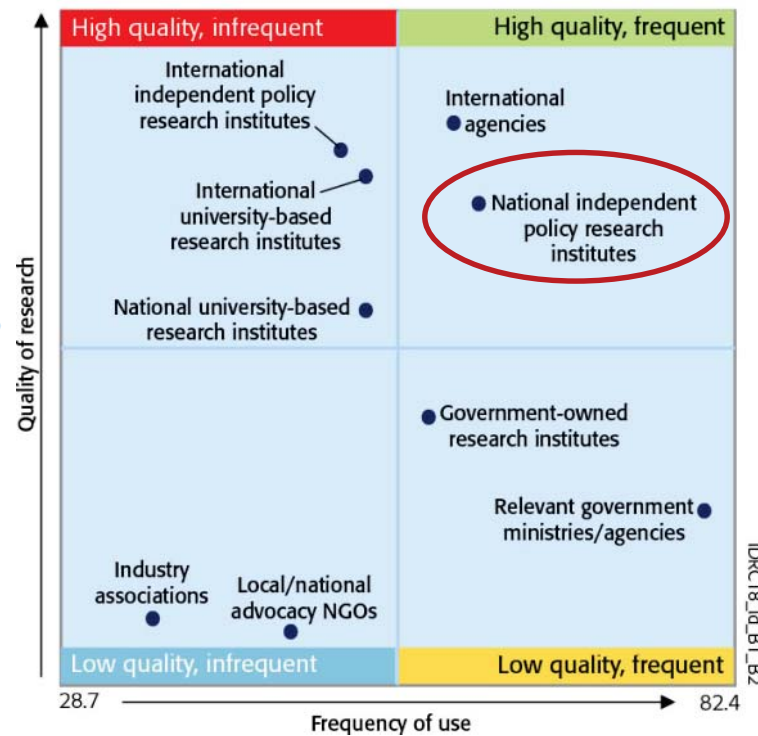 High quality, infrequent
High quality, frequent
International
independent policy
research institutes
International
agencies
International
university-based
research institutes
National independent
policy research
institutes
National university-based
research institutes
Quality of research
Government-owned
research institutes
Relevant government
ministries/agencies
Industry
associations
Local/national
advocacy NGOs
Low quality, infrequent
Low quality, frequent
28.7
82.4
Frequency of use